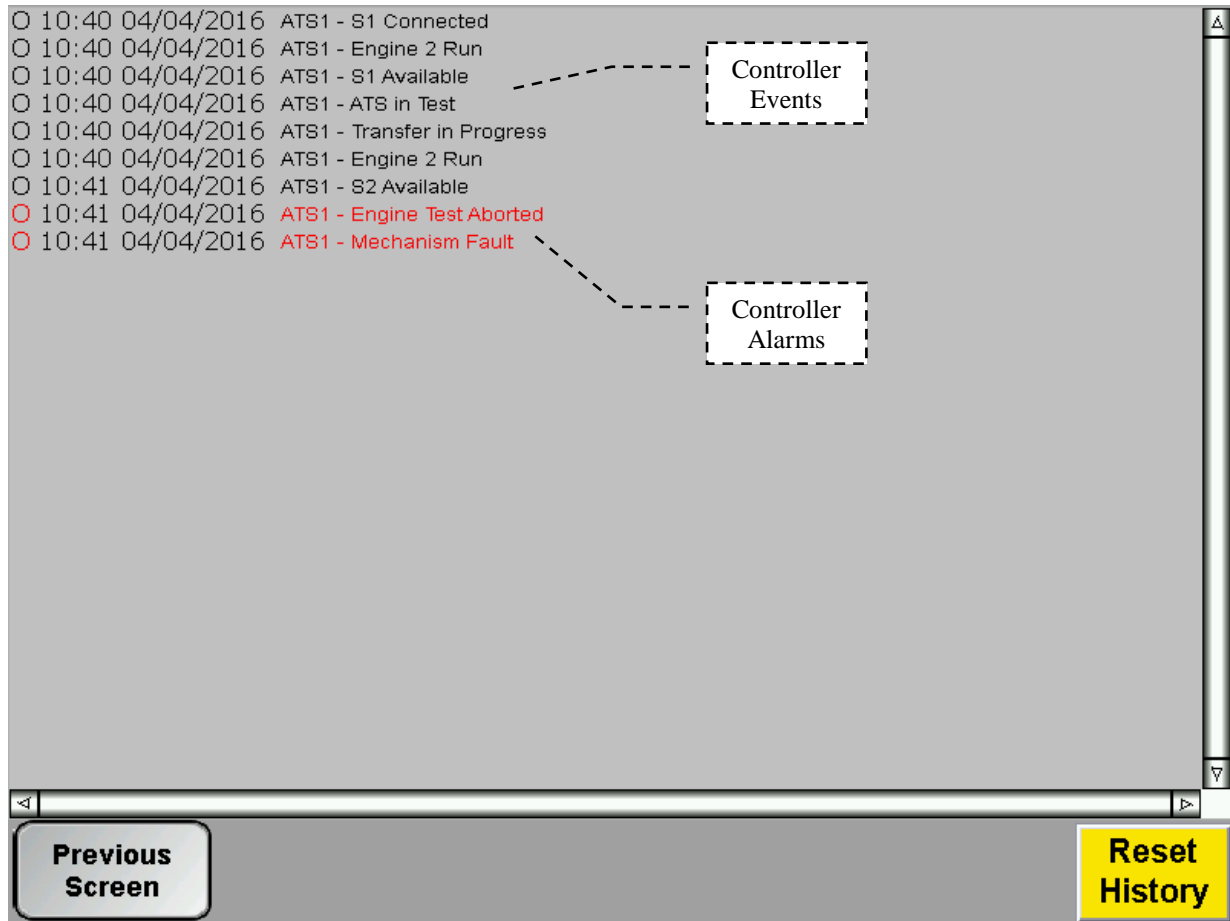 O 10:40 04/04/2016 ATS1 - S1 Connected
O 10:40 04/04/2016 ATS1 - Engine 2 Run
O 10:40 04/04/2016 ATS1 - S1 Available
O 10:40 04/04/2016 ATS1 - ATS in Test
O 10:40 04/04/2016 ATS1 - Transfer in Progress
O 10:40 04/04/2016 ATS1 - Engine 2 Run
O 10:41 04/04/2016 ATS1 - S2 Available
O 10:41 04/04/2016 ATS1 - Engine Test Aborted
O 10:41 04/04/2016 ATS1 - Mechanism Fault
Controller
Events
Controller
Alarms
Previous
Screen
Reset
History